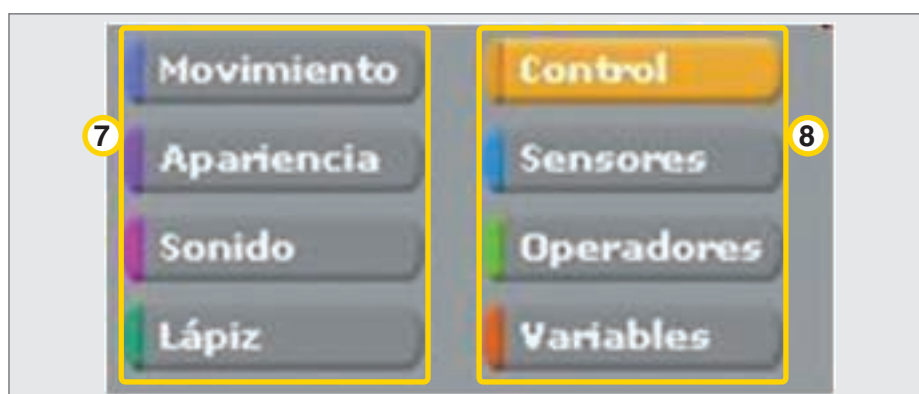 7
Movimiento
Apariencia
Sonido
Lápiz
8
Control
Sensores
Operadores
Variables